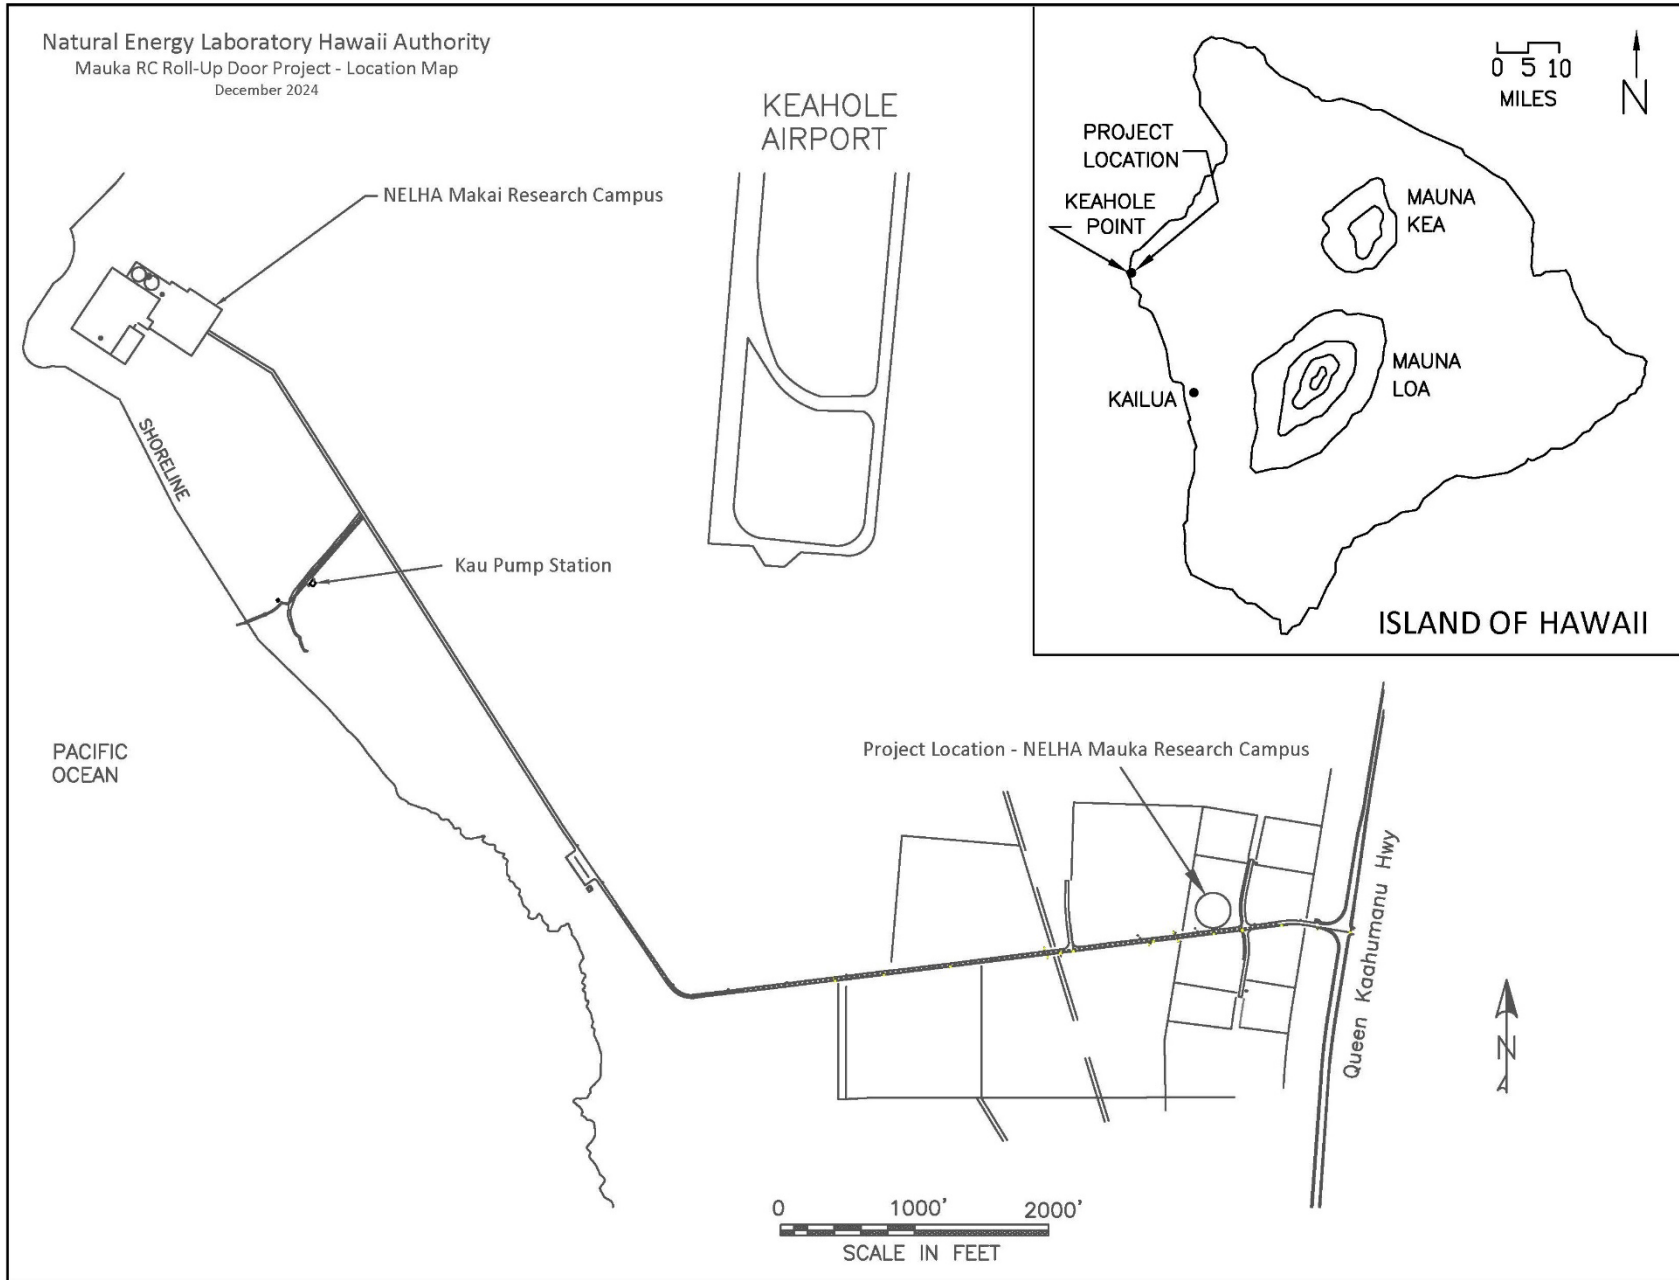 Natural Energy Laboratory Hawaii Authority
Mauka RC Roll-Up Door Project - Location Map
December 2024
KEAHOLE
AIRPORT
NELHA Makai Research Campus
SHORELINE
Kau Pump Station
PACIFIC
OCEAN
0 5 10
MILES
N
PROJECT
LOCATION
KEAHOLE
POINT
MAUNA
KEA
MAUNA
LOA
KAILUA
ISLAND OF HAWAII
Project Location - NELHA Mauka Research Campus
Queen Kaahumanu Hwy
N
0 1000' 2000'
SCALE IN FEET